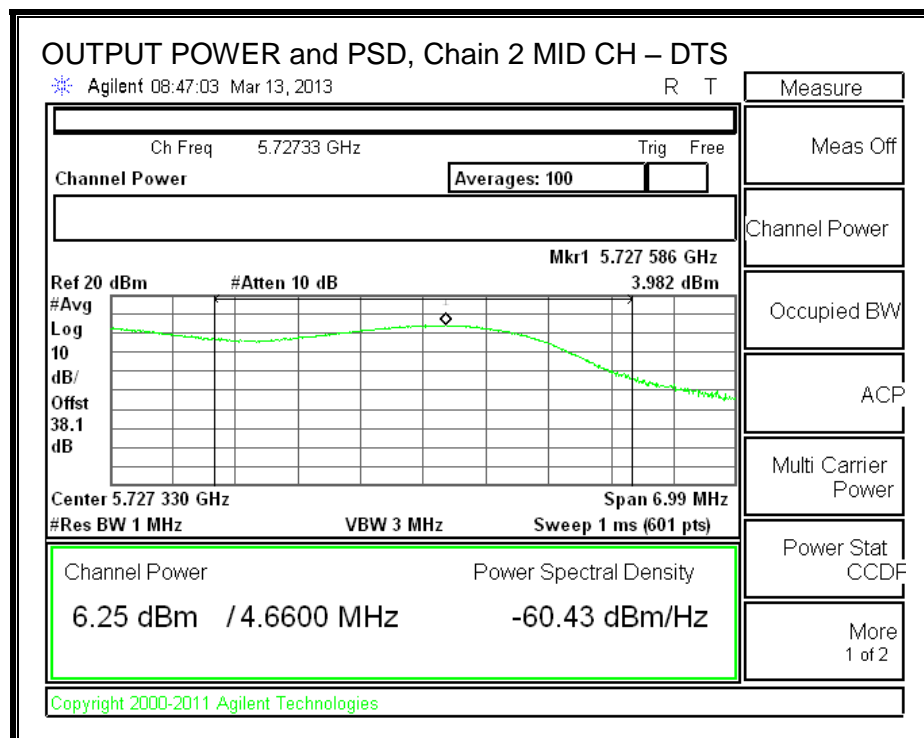 OUTPUT POWER and PSD, Chain 2 MID CH – DTS
Agilent 08:47:03 Mar 13, 2013 R T
Measure
Ch Freq 5.72733 GHz Trig Free
Meas Off
Channel Power Averages: 100
Channel Power
Mkr1 5.727 586 GHz
Ref 20 dBm #Atten 10 dB 3.982 dBm
#Avg
Log
10
dB/
Offst
38.1
dB
1
Occupied BW
ACP
Multi Carrier
Power
Center 5.727 330 GHz Span 6.99 MHz
#Res BW 1 MHz VBW 3 MHz Sweep 1 ms (601 pts)
Power Stat
CCDF
Channel Power Power Spectral Density
6.25 dBm / 4.6600 MHz -60.43 dBm/Hz
More
1 of 2
Copyright 2000-2011 Agilent Technologies